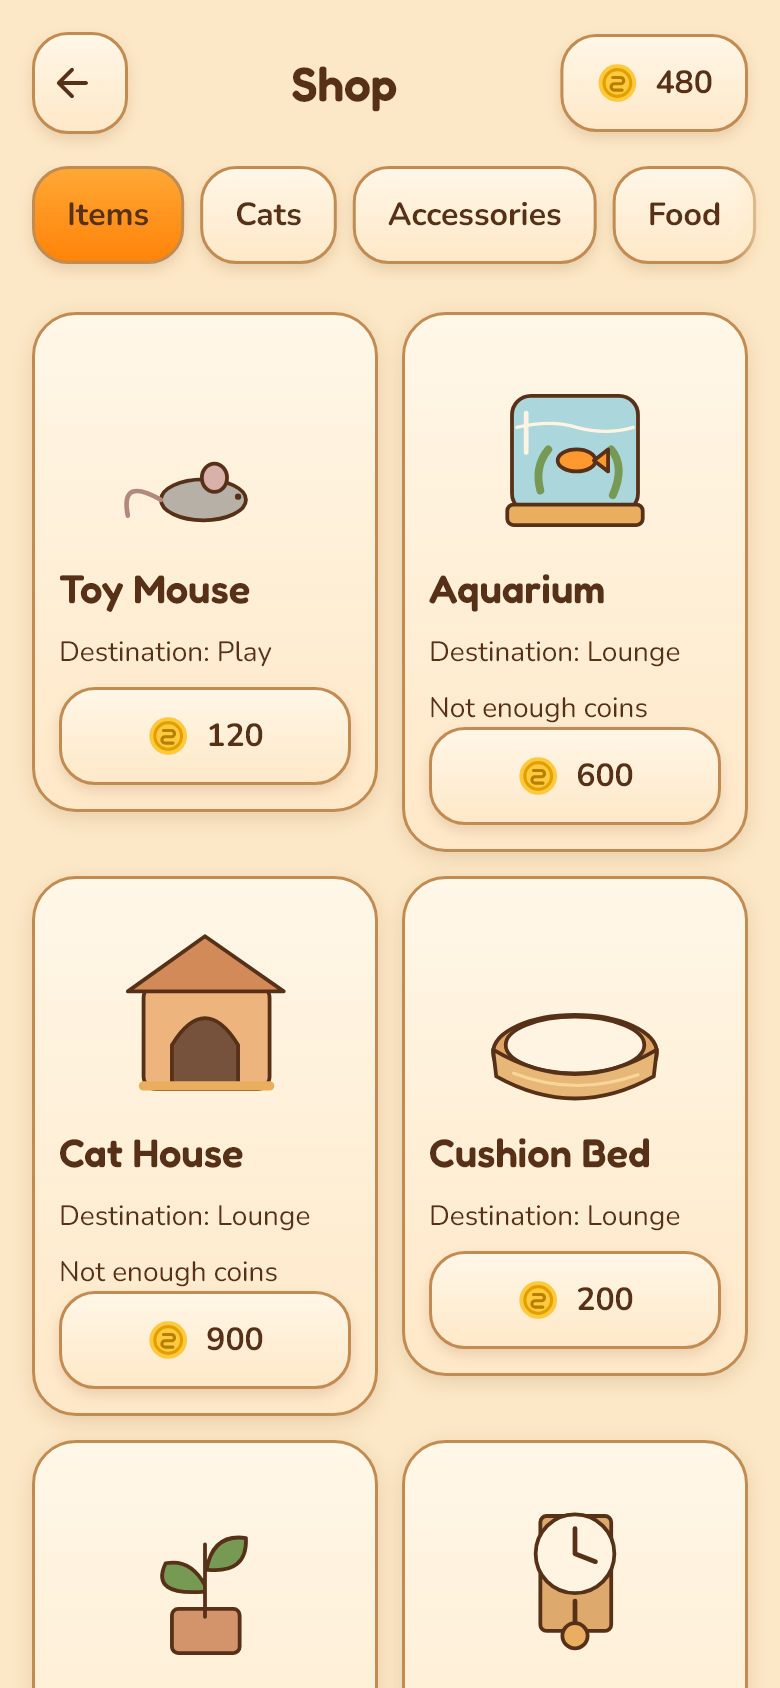 Shop
480
Items
Cats
Accessories
Food
Toy Mouse
Destination: Play
120
Aquarium
Destination: Lounge
Not enough coins
600
Cat House
Destination: Lounge
Not enough coins
900
Cushion Bed
Destination: Lounge
200